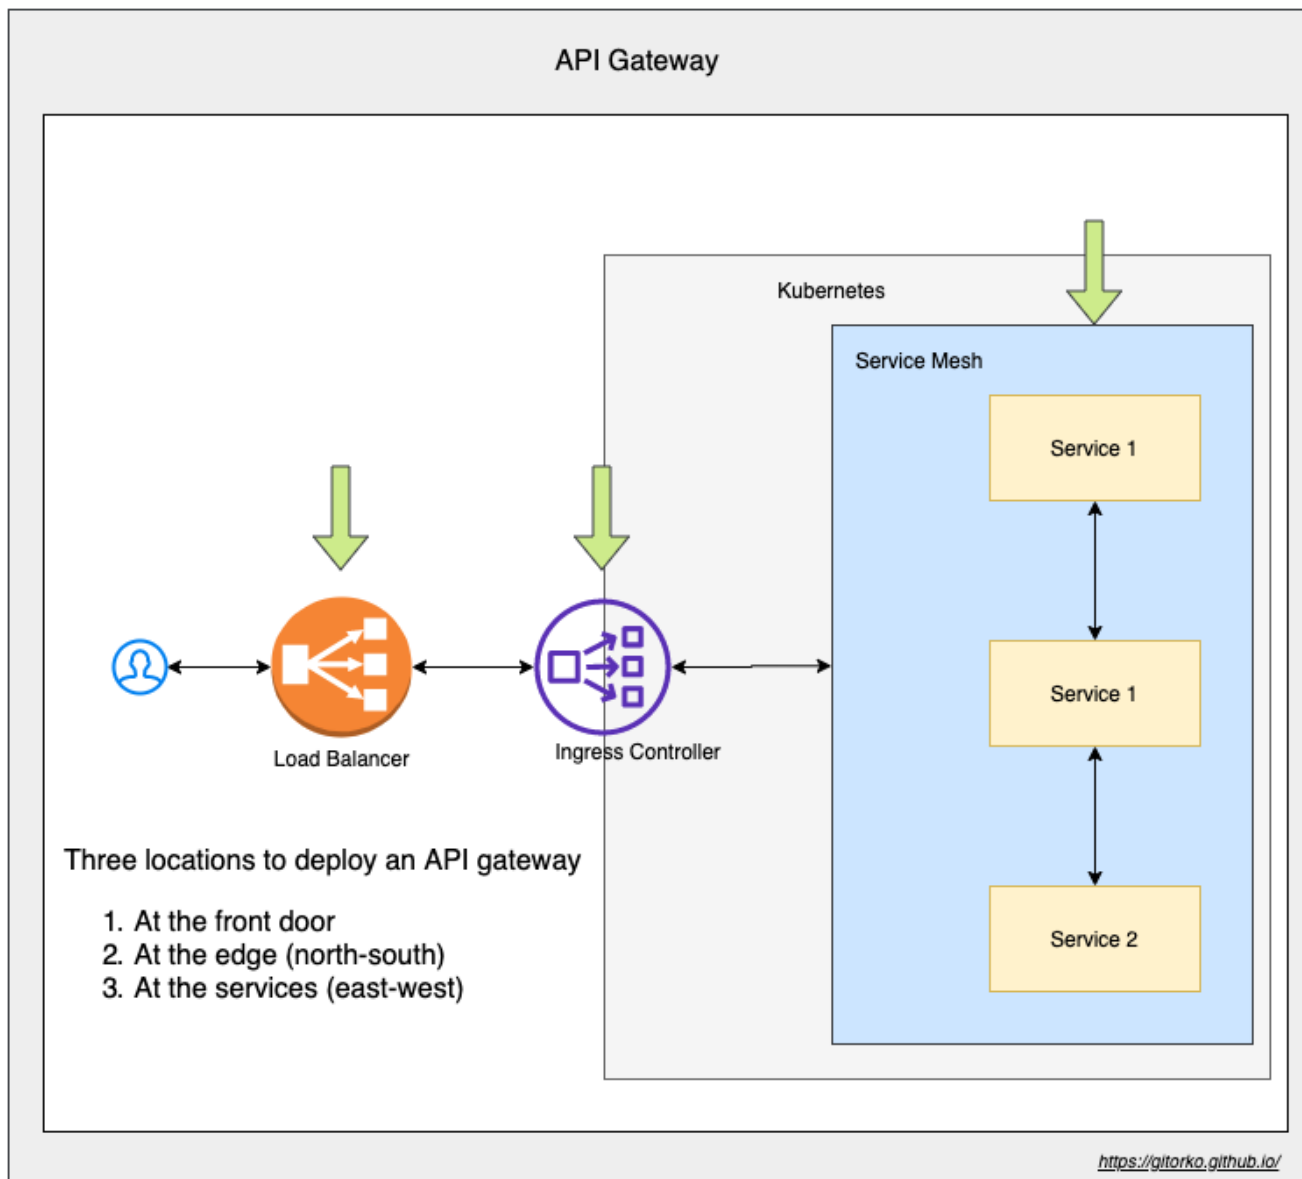 API Gateway
Kubernetes
Service Mesh
Service 1
Service 1
Load Balancer
Ingress Controller
Three locations to deploy an API gateway
1. At the front door
2. At the edge (north-south)
3. At the services (east-west)
Service 2
https://gitorko.github.io/